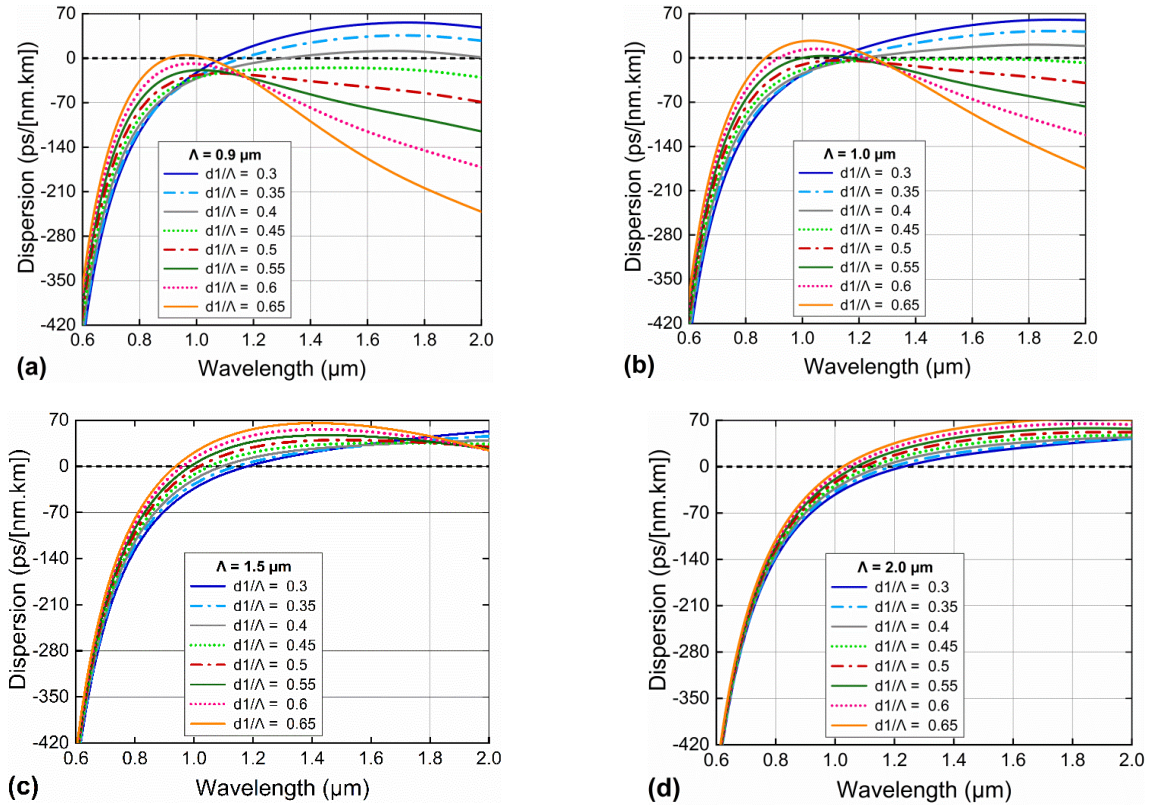 70
0
-70
-140
-210
-280
-350
-420
Dispersion (ps/[nm.km])
Λ = 0.9 µm
d1/Λ = 0.3
d1/Λ = 0.35
d1/Λ = 0.4
d1/Λ = 0.45
d1/Λ = 0.5
d1/Λ = 0.55
d1/Λ = 0.6
d1/Λ = 0.65
0.6 0.8 1.0 1.2 1.4 1.6 1.8 2.0
Wavelength (µm)
(a)
70
0
-70
-140
-210
-280
-350
-420
Dispersion (ps/[nm.km])
Λ = 1.0 µm
d1/Λ = 0.3
d1/Λ = 0.35
d1/Λ = 0.4
d1/Λ = 0.45
d1/Λ = 0.5
d1/Λ = 0.55
d1/Λ = 0.6
d1/Λ = 0.65
0.6 0.8 1.0 1.2 1.4 1.6 1.8 2.0
Wavelength (µm)
(b)
70
0
-70
-140
-210
-280
-350
-420
Dispersion (ps/[nm.km])
Λ = 1.5 µm
d1/Λ = 0.3
d1/Λ = 0.35
d1/Λ = 0.4
d1/Λ = 0.45
d1/Λ = 0.5
d1/Λ = 0.55
d1/Λ = 0.6
d1/Λ = 0.65
0.6 0.8 1.0 1.2 1.4 1.6 1.8 2.0
Wavelength (µm)
(c)
70
0
-70
-140
-210
-280
-350
-420
Dispersion (ps/[nm.km])
Λ = 2.0 µm
d1/Λ = 0.3
d1/Λ = 0.35
d1/Λ = 0.4
d1/Λ = 0.45
d1/Λ = 0.5
d1/Λ = 0.55
d1/Λ = 0.6
d1/Λ = 0.65
0.6 0.8 1.0 1.2 1.4 1.6 1.8 2.0
Wavelength (µm)
(d)